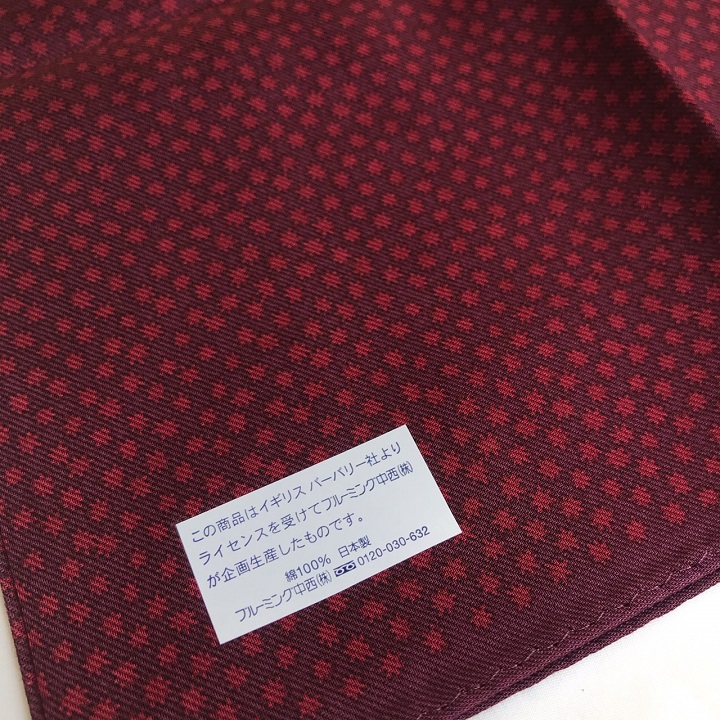 この商品はイギリス バーバリー社より
ライセンスを受けてブルーミング中西(株)
が企画生産したものです。
綿100% 日本製
ブルーミング中西(株) 0120-030-632